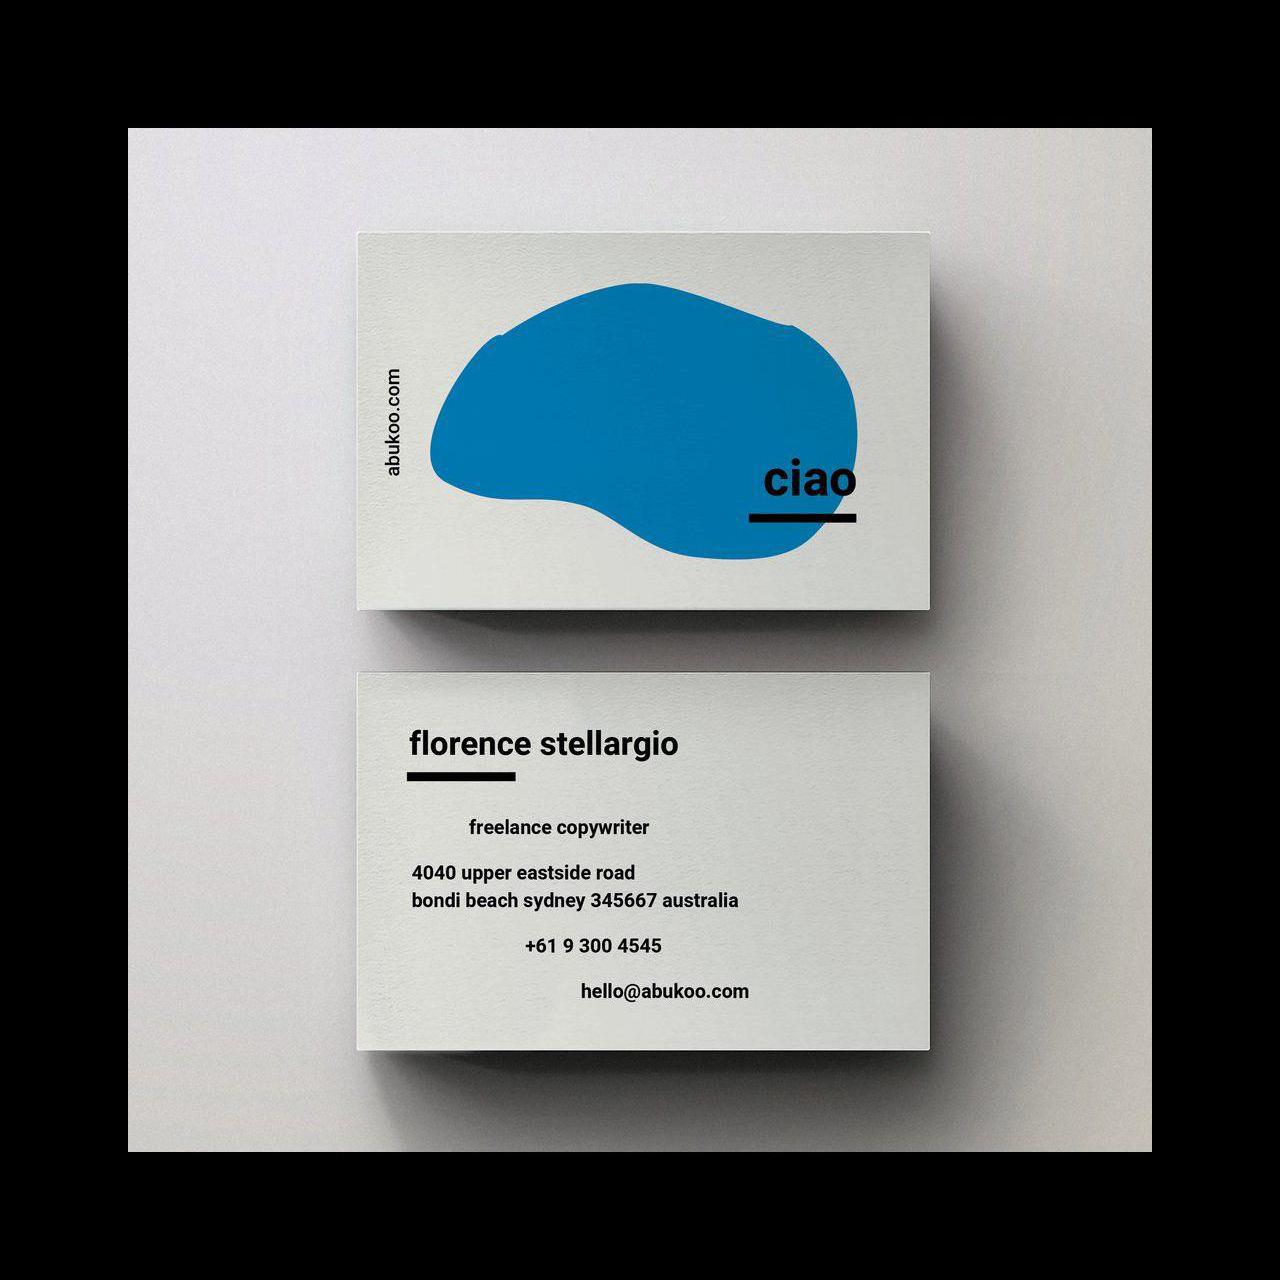 abukoo.com
ciao
florence stellargio
freelance copywriter
4040 upper eastside road
bondi beach sydney 345667 australia
+61 9 300 4545
hello@abukoo.com